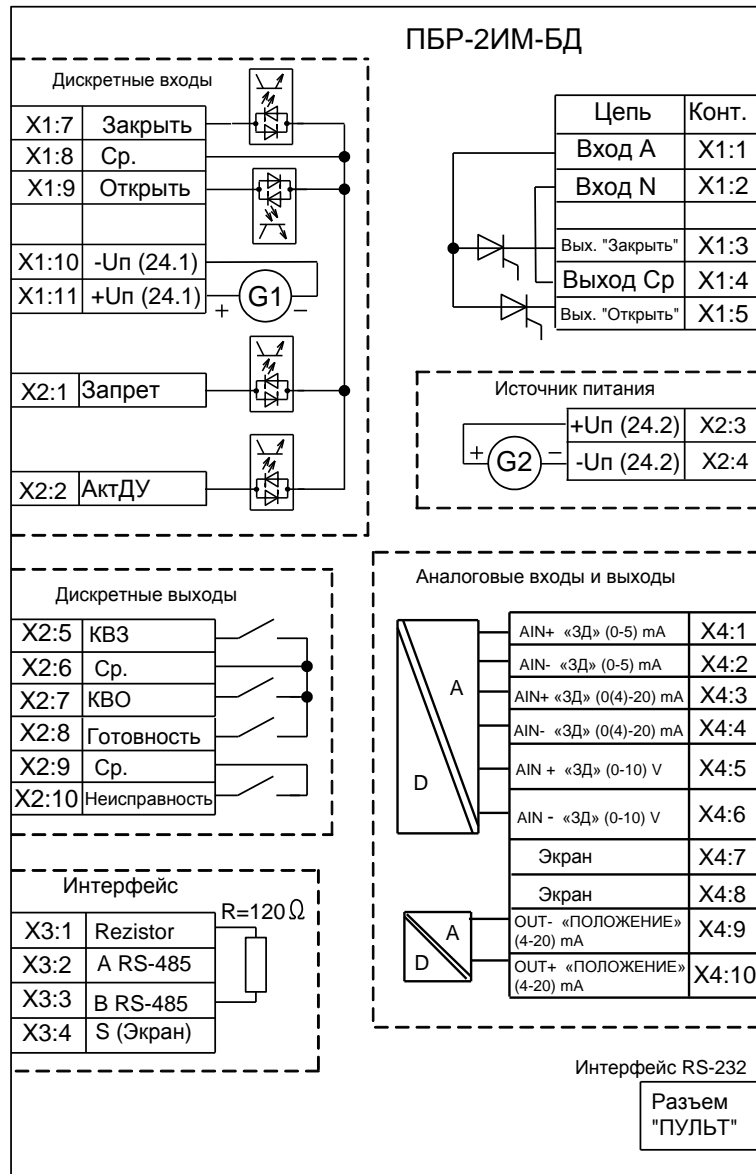 ПБР-2ИМ-БД
Дискретные входы
X1:7 Закрыть
X1:8 Ср.
X1:9 Открыть
X1:10 -Uп (24.1)
X1:11 +Uп (24.1)
+ G1 −
X2:1 Запрет
X2:2 АктДУ
Цепь Конт.
Вход А X1:1
Вход N X1:2
Вых. "Закрыть" X1:3
Выход Ср X1:4
Вых. "Открыть" X1:5
Источник питания
+Uп (24.2) X2:3
-Uп (24.2) X2:4
+ G2 −
Дискретные выходы
X2:5 КВЗ
X2:6 Ср.
X2:7 КВО
X2:8 Готовность
X2:9 Ср.
X2:10 Неисправность
Аналоговые входы и выходы
A
D
AIN+ «ЗД» (0-5) mA X4:1
AIN- «ЗД» (0-5) mA X4:2
AIN+ «ЗД» (0(4)-20) mA X4:3
AIN- «ЗД» (0(4)-20) mA X4:4
AIN + «ЗД» (0-10) V X4:5
AIN - «ЗД» (0-10) V X4:6
Экран X4:7
Экран X4:8
A
D
OUT- «ПОЛОЖЕНИЕ»
(4-20) mA X4:9
OUT+ «ПОЛОЖЕНИЕ»
(4-20) mA X4:10
Интерфейс
R=120 Ω
X3:1 Rezistor
X3:2 A RS-485
X3:3 B RS-485
X3:4 S (Экран)
Интерфейс RS-232
Разъем
"ПУЛЬТ"